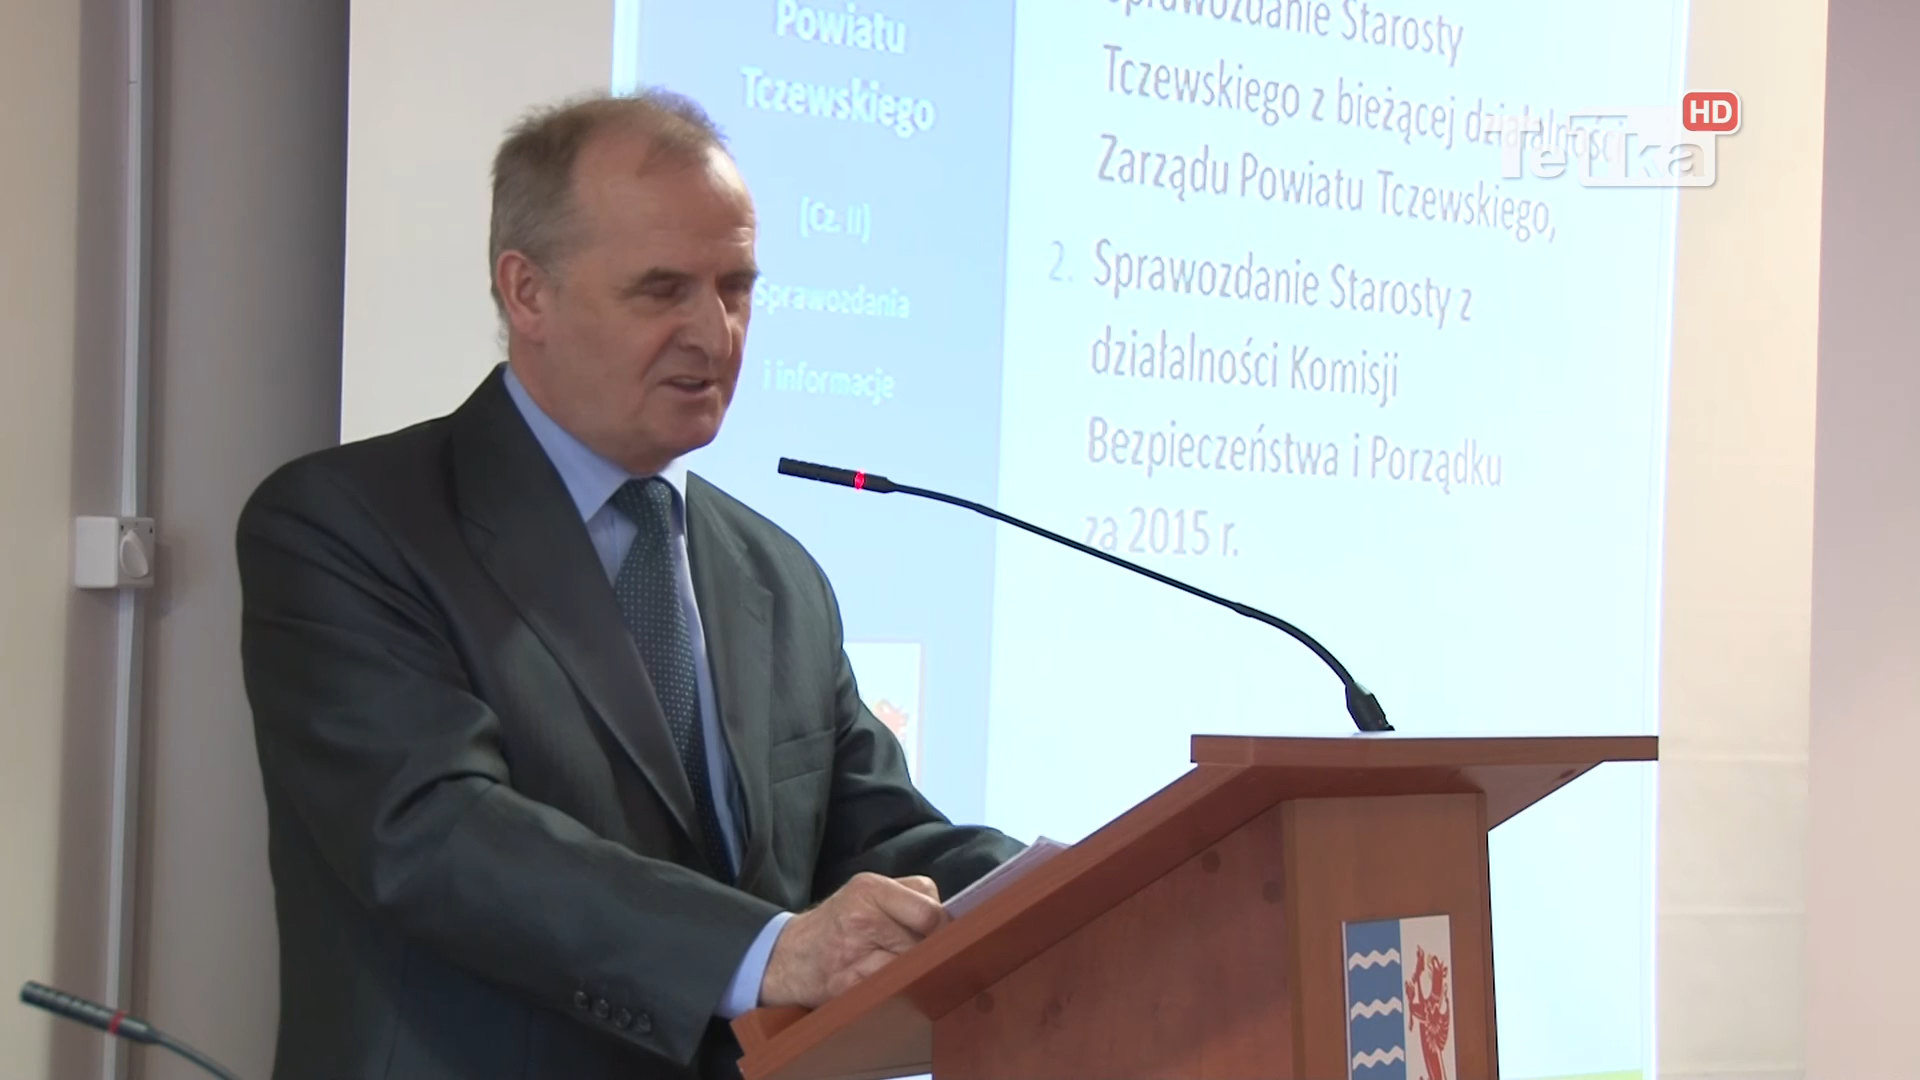 Powiatu
Tczewskiego
(Cz. II)
Sprawozdania
i informacje
Sprawozdanie Starosty
Tczewskiego z bieżącej działalności
Zarządu Powiatu Tczewskiego,
2. Sprawozdanie Starosty z
działalności Komisji
Bezpieczeństwa i Porządku
za 2015 r.
TeTka
HD